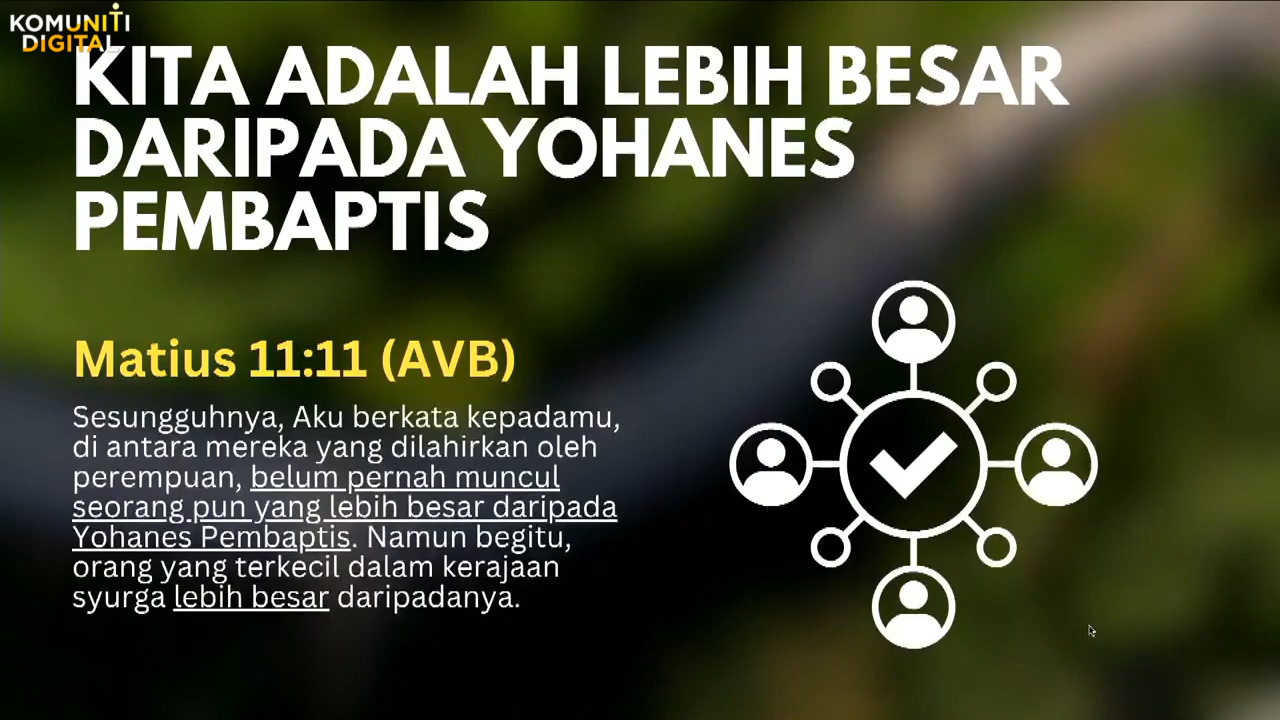 KOMUNITI
DIGITAL
KITA ADALAH LEBIH BESAR
DARIPADA YOHANES
PEMBAPTIS
Matius 11:11 (AVB)
Sesungguhnya, Aku berkata kepadamu,
di antara mereka yang dilahirkan oleh
perempuan, belum pernah muncul
seorang pun yang lebih besar daripada
Yohanes Pembaptis. Namun begitu,
orang yang terkecil dalam kerajaan
syurga lebih besar daripadanya.